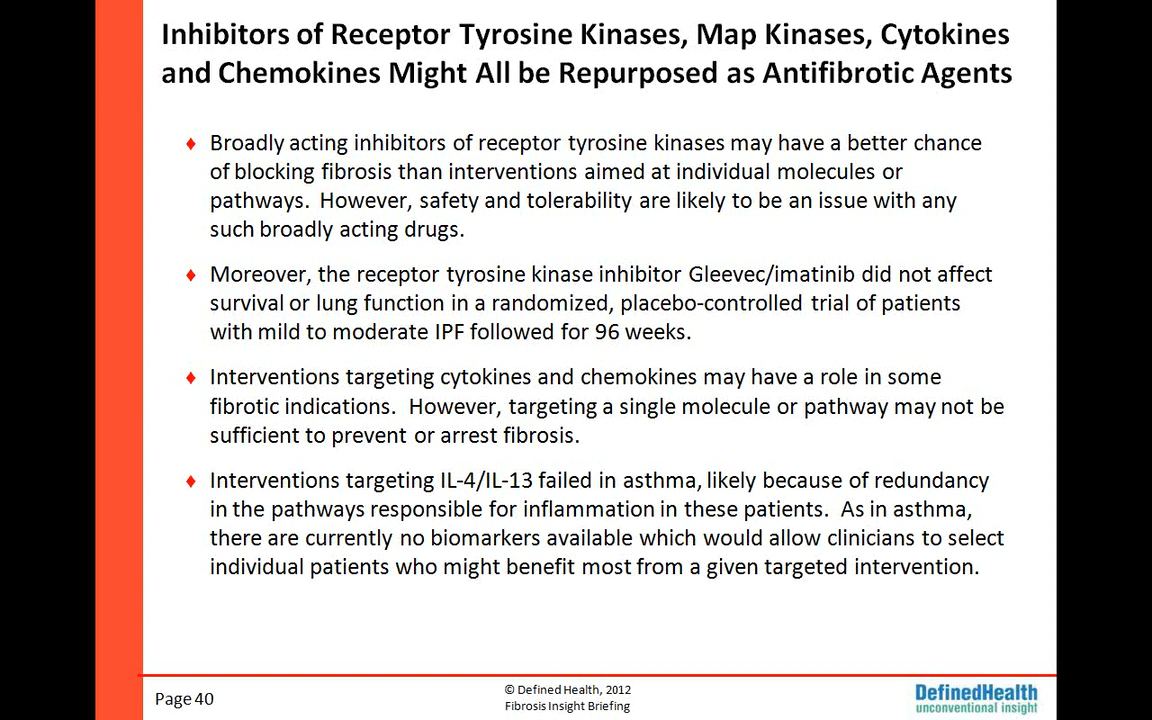 Inhibitors of Receptor Tyrosine Kinases, Map Kinases, Cytokines
and Chemokines Might All be Repurposed as Antifibrotic Agents
Broadly acting inhibitors of receptor tyrosine kinases may have a better chance
of blocking fibrosis than interventions aimed at individual molecules or
pathways. However, safety and tolerability are likely to be an issue with any
such broadly acting drugs.
Moreover, the receptor tyrosine kinase inhibitor Gleevec/imatinib did not affect
survival or lung function in a randomized, placebo-controlled trial of patients
with mild to moderate IPF followed for 96 weeks.
Interventions targeting cytokines and chemokines may have a role in some
fibrotic indications. However, targeting a single molecule or pathway may not be
sufficient to prevent or arrest fibrosis.
Interventions targeting IL-4/IL-13 failed in asthma, likely because of redundancy
in the pathways responsible for inflammation in these patients. As in asthma,
there are currently no biomarkers available which would allow clinicians to select
individual patients who might benefit most from a given targeted intervention.
Page 40
© Defined Health, 2012
Fibrosis Insight Briefing
DefinedHealth
unconventional insight